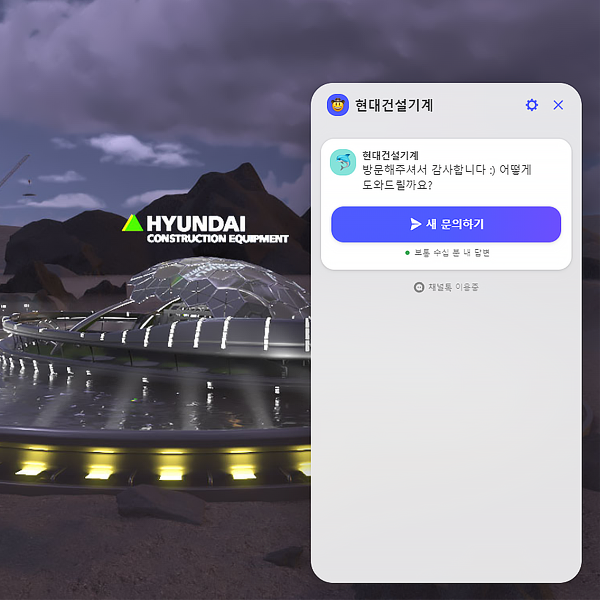 HYUNDAI
CONSTRUCTION EQUIPMENT
현대건설기계
현대건설기계
방문해주셔서 감사합니다 :) 어떻게
도와드릴까요?
새 문의하기
보통 수십 분 내 답변
채널톡 이용중